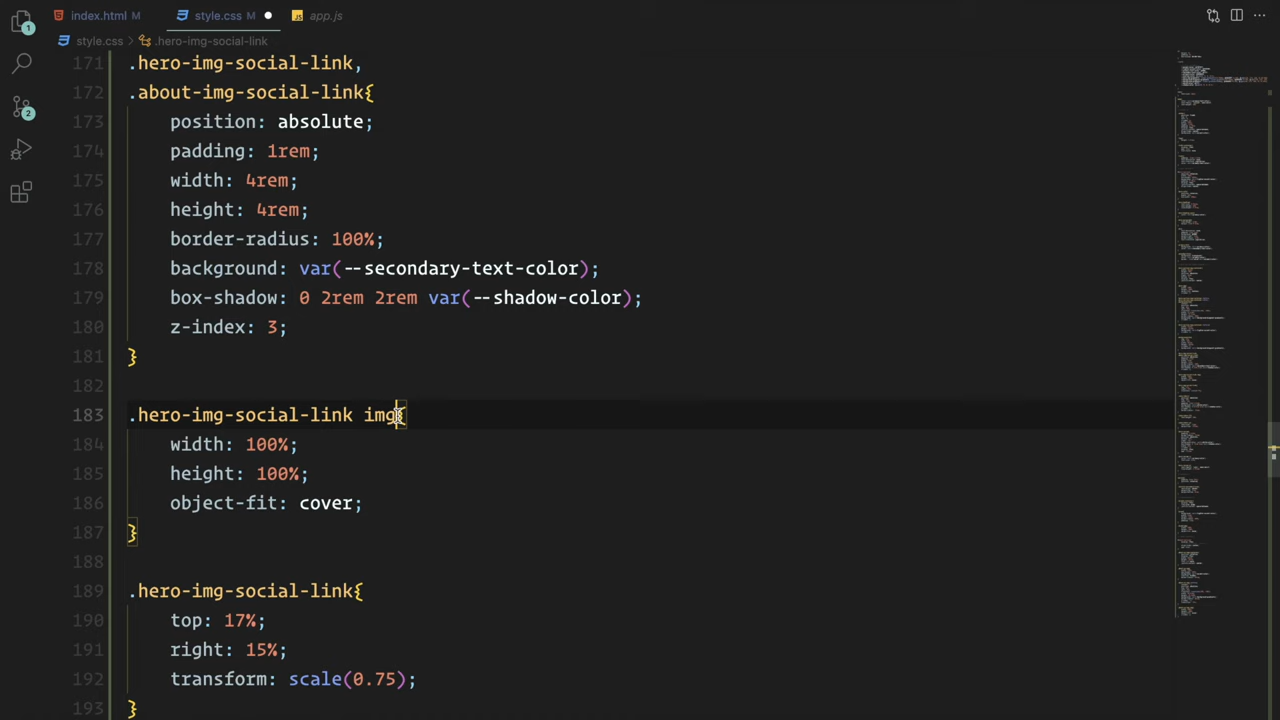 index.html M style.css M JS app.js
style.css > .hero-img-social-link
171 .hero-img-social-link,
172 .about-img-social-link{
173 position: absolute;
174 padding: 1rem;
175 width: 4rem;
176 height: 4rem;
177 border-radius: 100%;
178 background: var(--secondary-text-color);
179 box-shadow: 0 2rem 2rem var(--shadow-color);
180 z-index: 3;
181 }
182
183 .hero-img-social-link img{
184 width: 100%;
185 height: 100%;
186 object-fit: cover;
187 }
188
189 .hero-img-social-link{
190 top: 17%;
191 right: 15%;
192 transform: scale(0.75);
193 }
1
2